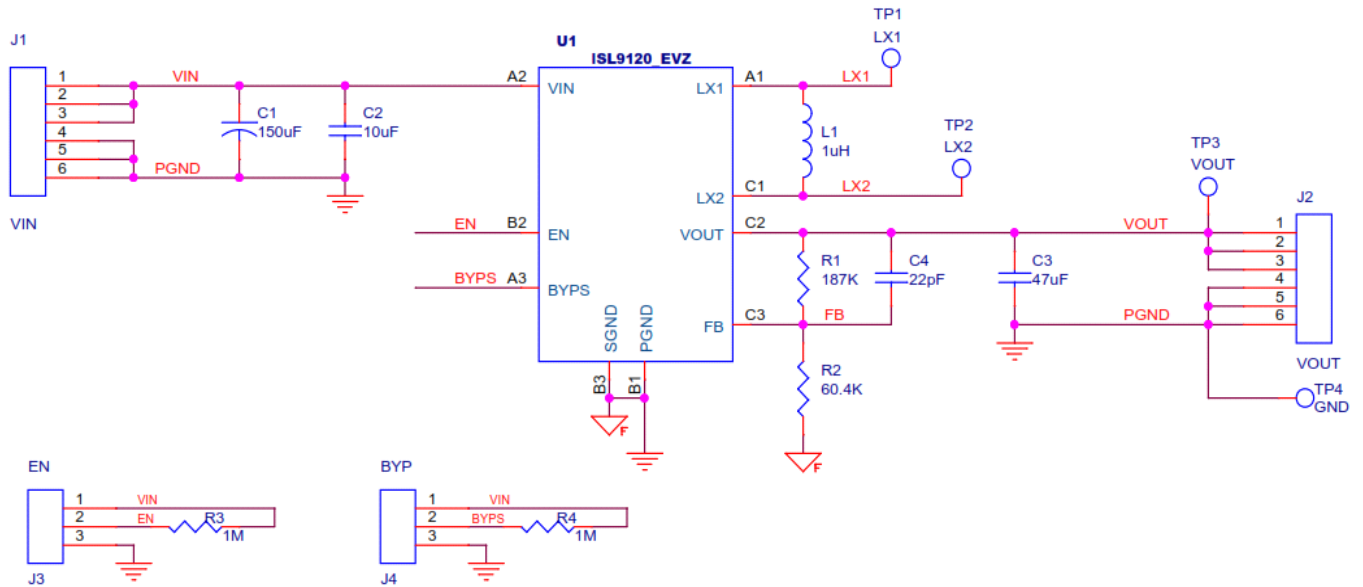 J1
1
2
3
4
5
6
VIN
VIN
PGND
C1
150uF
C2
10uF
U1
ISL9120_EVZ
A2
VIN
EN
B2
EN
BYPS
A3
BYPS
SGND
PGND
B3
B1
F
LX1
A1
LX1
TP1
LX1
L1
1uH
LX2
C1
LX2
TP2
LX2
VOUT
C2
VOUT
FB
C3
FB
R1
187K
C4
22pF
C3
47uF
R2
60.4K
F
TP3
VOUT
PGND
J2
1
2
3
4
5
6
VOUT
TP4
GND
EN
1
2
3
VIN
EN
R3
1M
J3
BYP
1
2
3
VIN
BYPS
R4
1M
J4